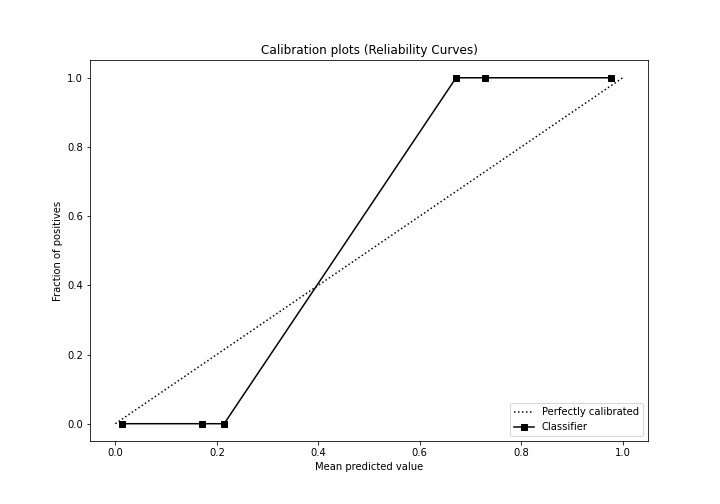 Calibration plots (Reliability Curves)
Fraction of positives
1.0
0.8
0.6
0.4
0.2
0.0
0.0 0.2 0.4 0.6 0.8 1.0
Mean predicted value
Perfectly calibrated
Classifier